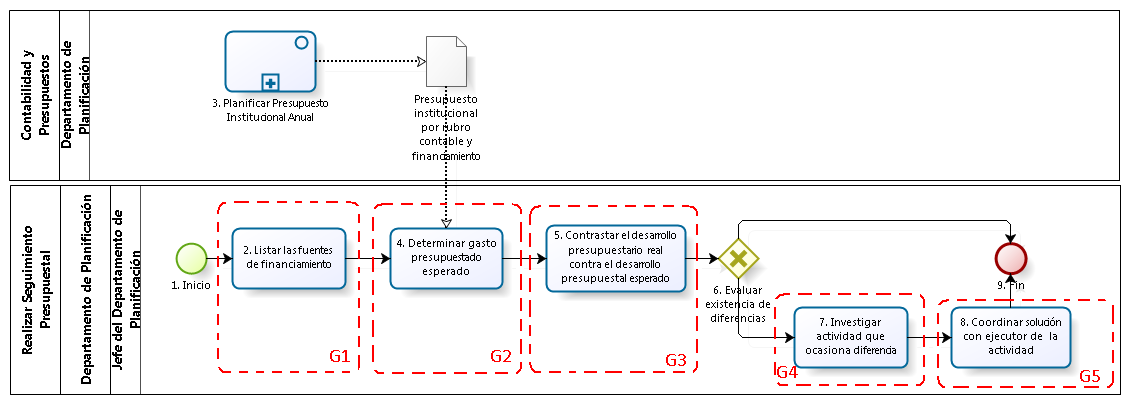 Contabilidad y
Presupuestos
Departamento de
Planificación
3. Planificar Presupuesto
Institucional Anual
Presupuesto
institucional
por rubro
contable y
financiamiento
Realizar Seguimiento
Presupuestal
Departamento de Planificación
Jefe del Departamento de
Planificación
1. Inicio
2. Listar las fuentes
de financiamiento
G1
4. Determinar gasto
presupuestado
esperado
G2
5. Contrastar el desarrollo
presupuestario real
contra el desarrollo
presupuestal esperado
G3
6. Evaluar
existencia de
diferencias
7. Investigar
actividad que
ocasiona diferencia
G4
8. Coordinar solución
con ejecutor de la
actividad
G5
9. Fin